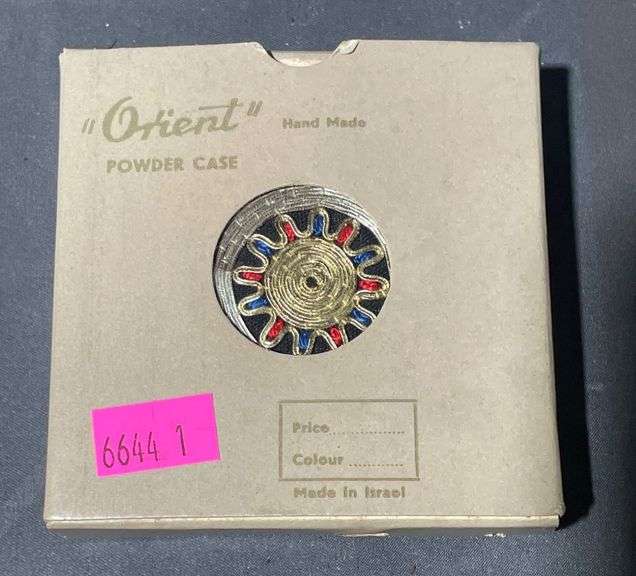 "Orient" Hand Made
POWDER CASE
6644 1
Price..................
Colour ..............
Made in Israel